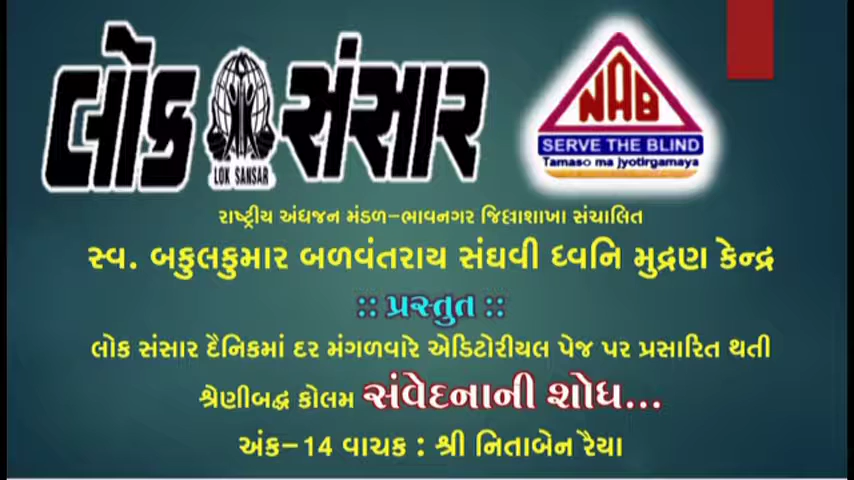 લોક સંસાર
LOK SANSAR
NAB
SERVE THE BLIND
Tamaso ma Jyotirgamaya
રાષ્ટ્રીય અંધજન મંડળ-ભાવનગર જિલ્લાશાખા સંચાલિત
સ્વ. બકુલકુમાર બળવંતરાય સંઘવી ધ્વનિ મુદ્રણ કેન્દ્ર
:: પ્રસ્તુત ::
લોક સંસાર દૈનિકમાં દર મંગળવારે એડિટોરીયલ પેજ પર પ્રસારિત થતી
શ્રેણીબદ્ધ કોલમ સંવેદનાની શોધ...
અંક-14 વાચક : શ્રી નિતાબેન રૈયા